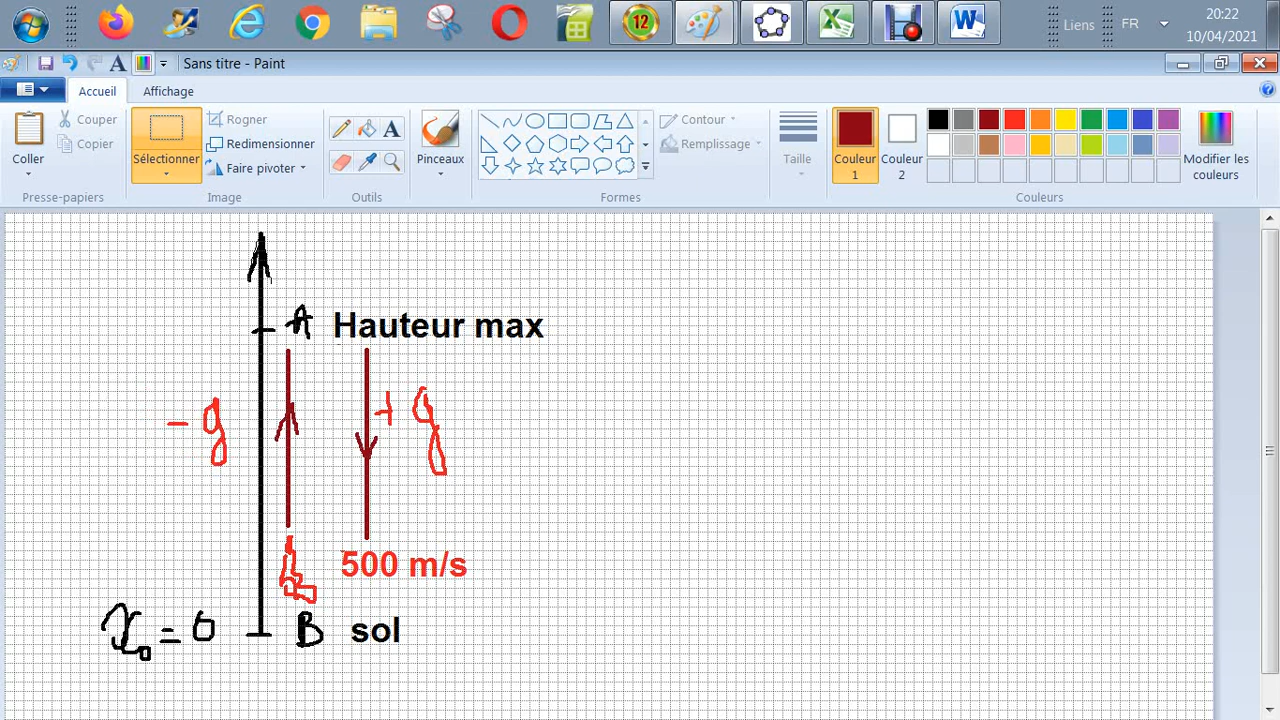 12
Liens
FR
20:22
10/04/2021
Sans titre - Paint
Accueil
Affichage
Coller
Couper
Copier
Presse-papiers
Sélectionner
Rogner
Redimensionner
Faire pivoter
Image
Outils
Pinceaux
Contour
Remplissage
Formes
Taille
Couleur 1
Couleur 2
Modifier les couleurs
Couleurs
A Hauteur max
- g
+ g
500 m/s
x₀ = 0 B sol